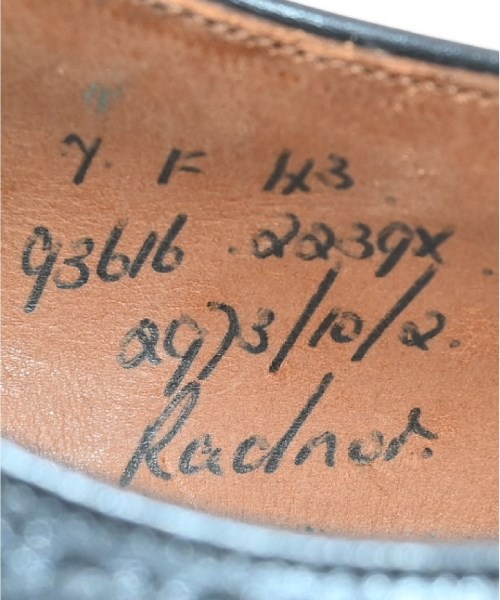 7. F 1x3
93616 . 2239X
2973/10/2.
Radnor.